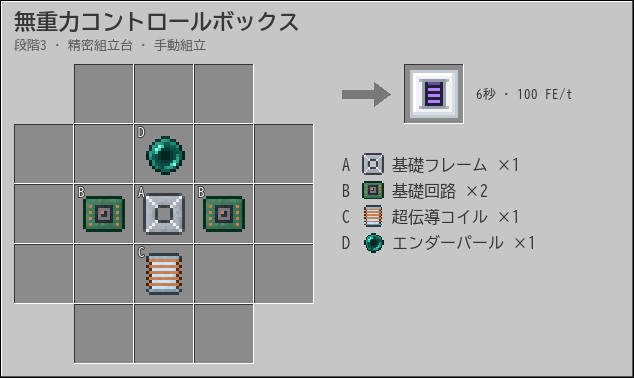 無重力コントロールボックス
段階3 · 精密組立台 · 手動組立
6秒 · 100 FE/t
D
B
A
B
C
A 基礎フレーム ×1
B 基礎回路 ×2
C 超伝導コイル ×1
D エンダーパール ×1